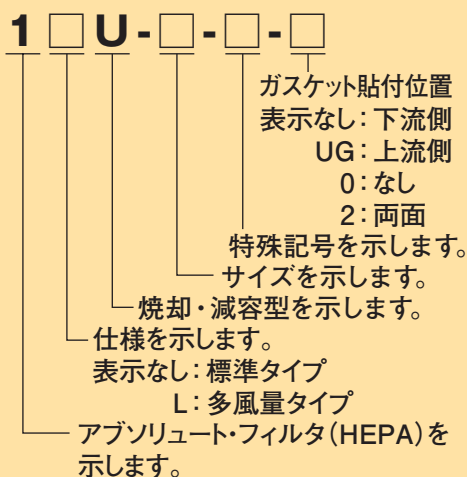 1□U-□-□-□
ガスケット貼付位置
表示なし：下流側
UG：上流側
0：なし
2：両面
特殊記号を示します。
サイズを示します。
焼却・減容型を示します。
仕様を示します。
表示なし：標準タイプ
L：多風量タイプ
アブソリュート・フィルタ（HEPA）を
示します。